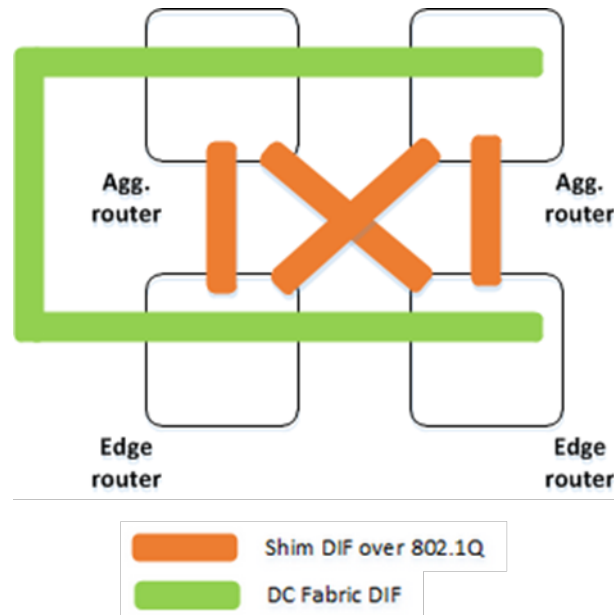 Agg.
router
Agg.
router
Edge
router
Edge
router
Shim DIF over 802.1Q
DC Fabric DIF